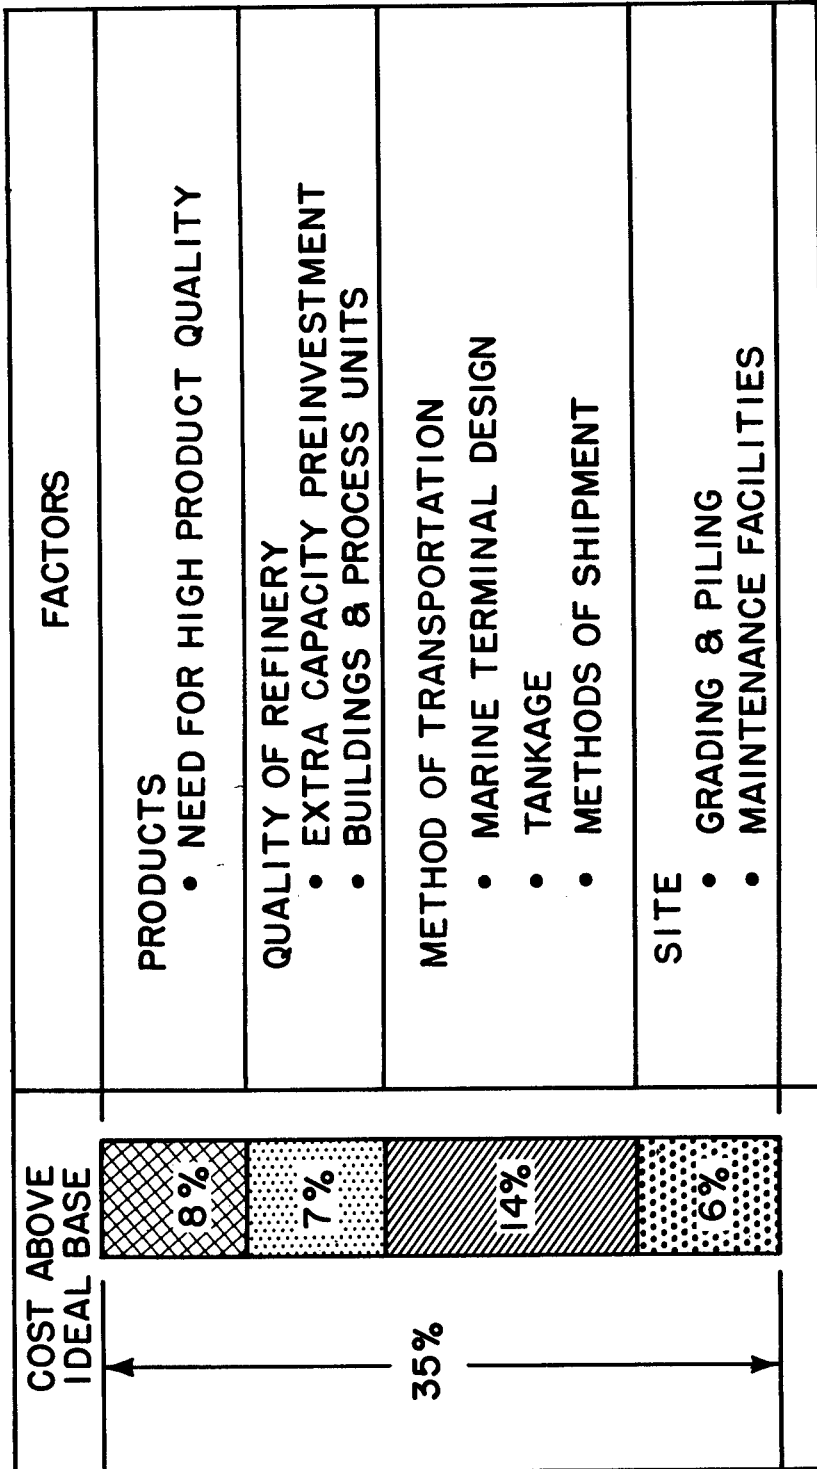 COST ABOVE
IDEAL BASE
FACTORS
35%
8%
PRODUCTS
• NEED FOR HIGH PRODUCT QUALITY
7%
QUALITY OF REFINERY
• EXTRA CAPACITY PREINVESTMENT
• BUILDINGS & PROCESS UNITS
14%
METHOD OF TRANSPORTATION
• MARINE TERMINAL DESIGN
• TANKAGE
• METHODS OF SHIPMENT
6%
SITE
• GRADING & PILING
• MAINTENANCE FACILITIES